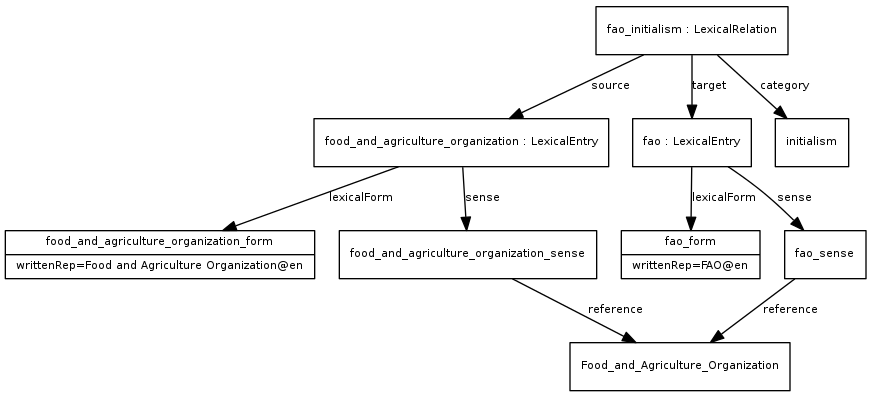 fao_initialism : LexicalRelation
source
target
category
food_and_agriculture_organization : LexicalEntry
fao : LexicalEntry
initialism
lexicalForm
sense
lexicalForm
sense
food_and_agriculture_organization_form
writtenRep=Food and Agriculture Organization@en
food_and_agriculture_organization_sense
fao_form
writtenRep=FAO@en
fao_sense
reference
reference
Food_and_Agriculture_Organization